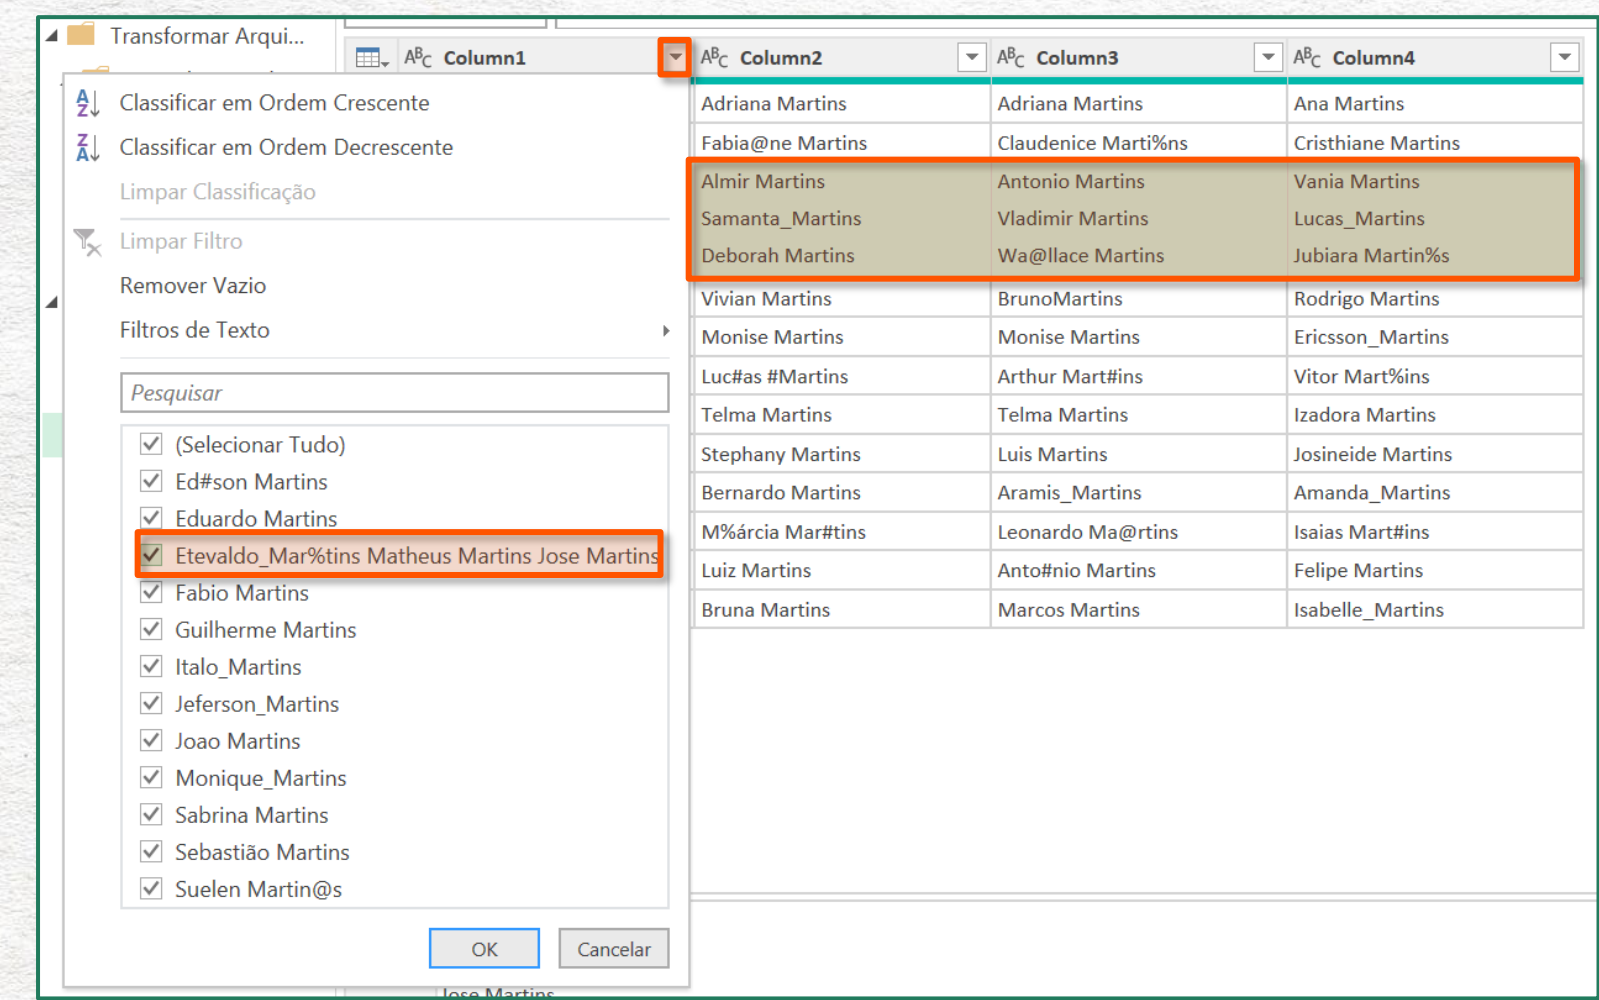 Transformar Arqui...
Column1
Column2
Column3
Column4
Classificar em Ordem Crescente
Classificar em Ordem Decrescente
Limpar Classificação
Limpar Filtro
Remover Vazio
Filtros de Texto
Pesquisar
(Selecionar Tudo)
Ed#son Martins
Eduardo Martins
Etevaldo_Mar%tins Matheus Martins Jose Martins
Fabio Martins
Guilherme Martins
Italo_Martins
Jeferson_Martins
Joao Martins
Monique_Martins
Sabrina Martins
Sebastião Martins
Suelen Martin@s
OK
Cancelar
Adriana Martins
Adriana Martins
Ana Martins
Fabia@ne Martins
Claudenice Marti%ns
Cristhiane Martins
Almir Martins
Antonio Martins
Vania Martins
Samanta_Martins
Vladimir Martins
Lucas_Martins
Deborah Martins
Wa@llace Martins
Jubiara Martin%s
Vivian Martins
BrunoMartins
Rodrigo Martins
Monise Martins
Monise Martins
Ericsson_Martins
Luc#as #Martins
Arthur Mart#ins
Vitor Mart%ins
Telma Martins
Telma Martins
Izadora Martins
Stephany Martins
Luis Martins
Josineide Martins
Bernardo Martins
Aramis_Martins
Amanda_Martins
M%árcia Mar#tins
Leonardo Ma@rtins
Isaias Mart#ins
Luiz Martins
Anto#nio Martins
Felipe Martins
Bruna Martins
Marcos Martins
Isabelle_Martins
Jose Martins